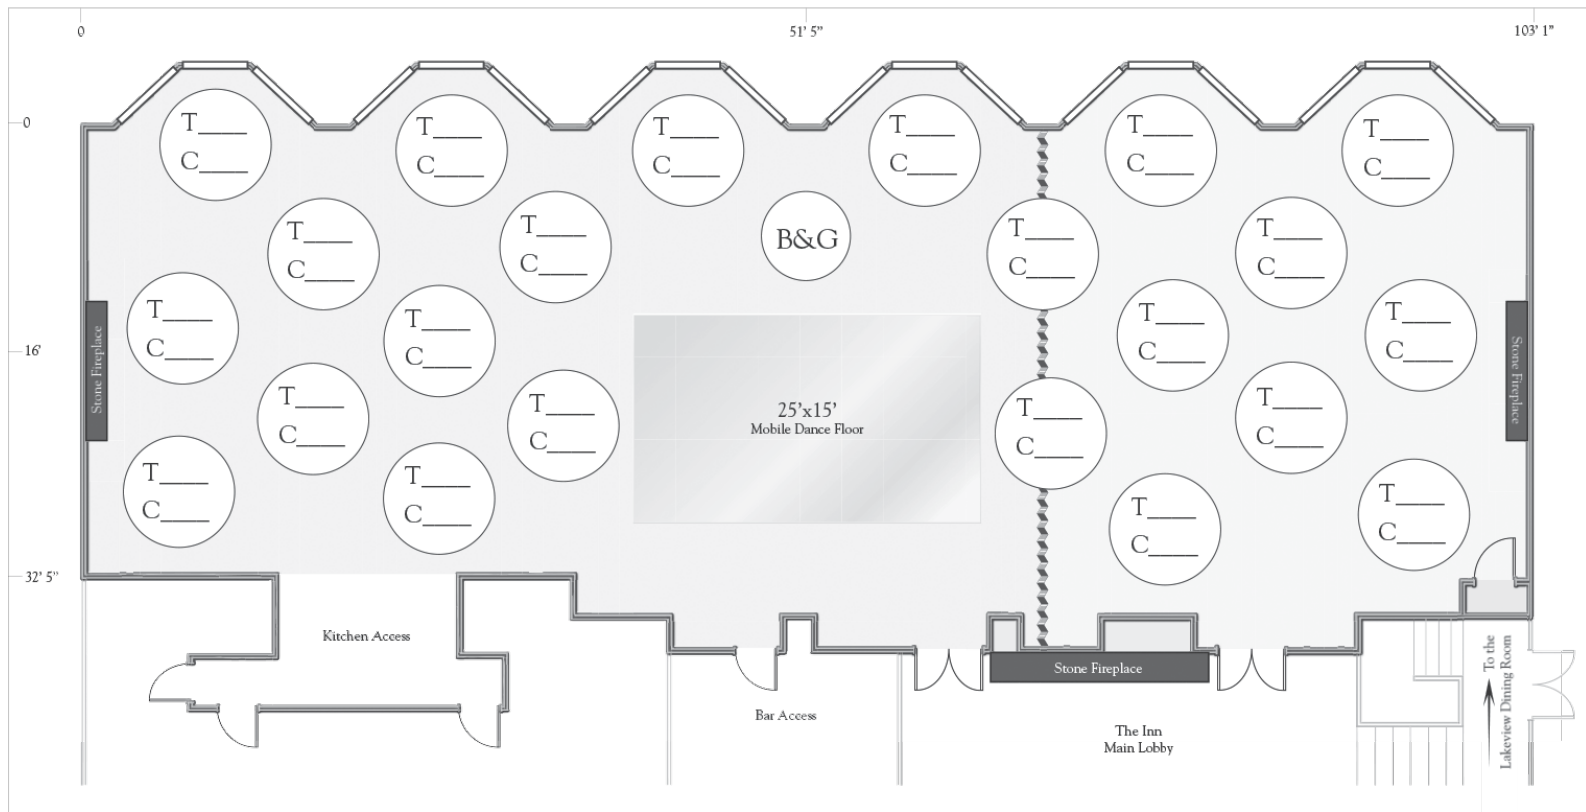 0
51' 5"
103' 1"
0
T____
C____
T____
C____
T____
C____
T____
C____
T____
C____
T____
C____
T____
C____
T____
C____
B&G
T____
C____
T____
C____
T____
C____
T____
C____
T____
C____
T____
C____
16'
Stone Fireplace
25'x15'
Mobile Dance Floor
Stone Fireplace
T____
C____
T____
C____
T____
C____
T____
C____
T____
C____
T____
C____
T____
C____
T____
C____
32' 5"
Kitchen Access
Stone Fireplace
Bar Access
The Inn
Main Lobby
To the
Lakeview Dining Room